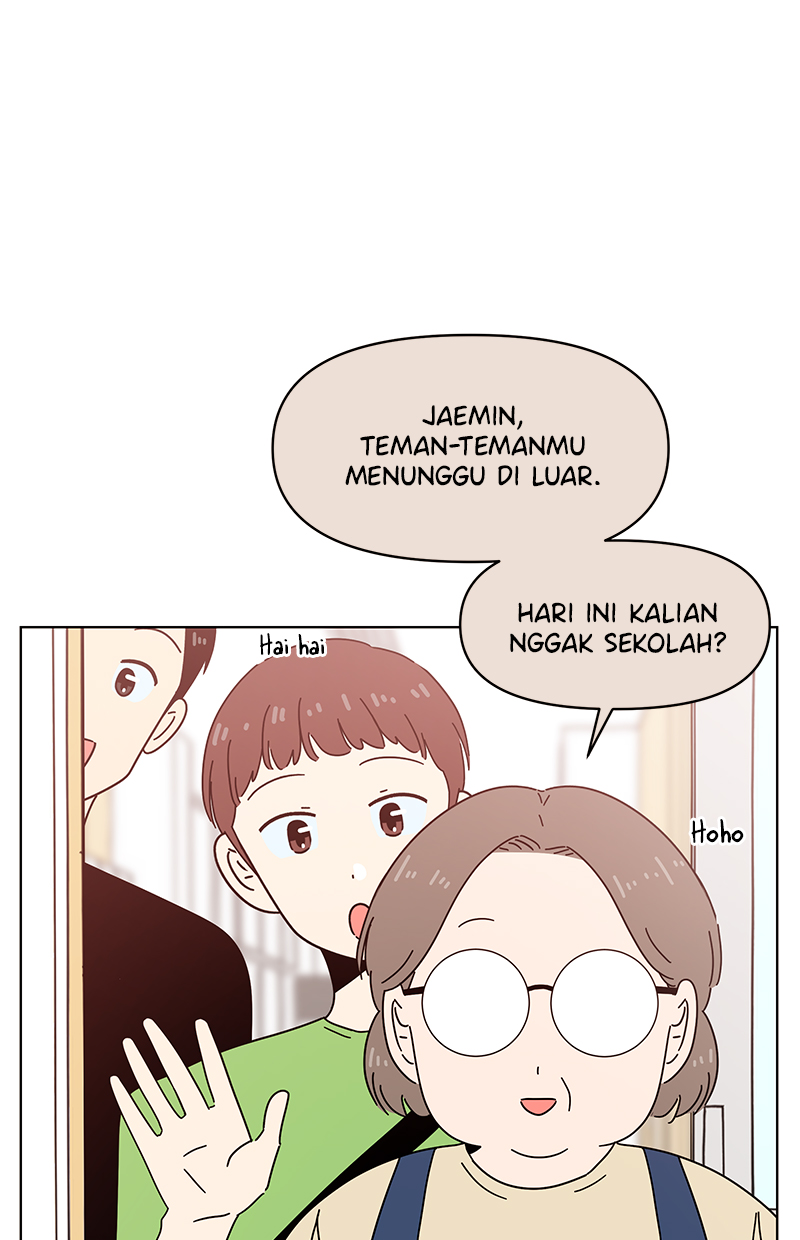 JAEMIN,
TEMAN-TEMANMU
MENUNGGU DI LUAR.
HARI INI KALIAN
NGGAK SEKOLAH?
Hai hai
Hoho